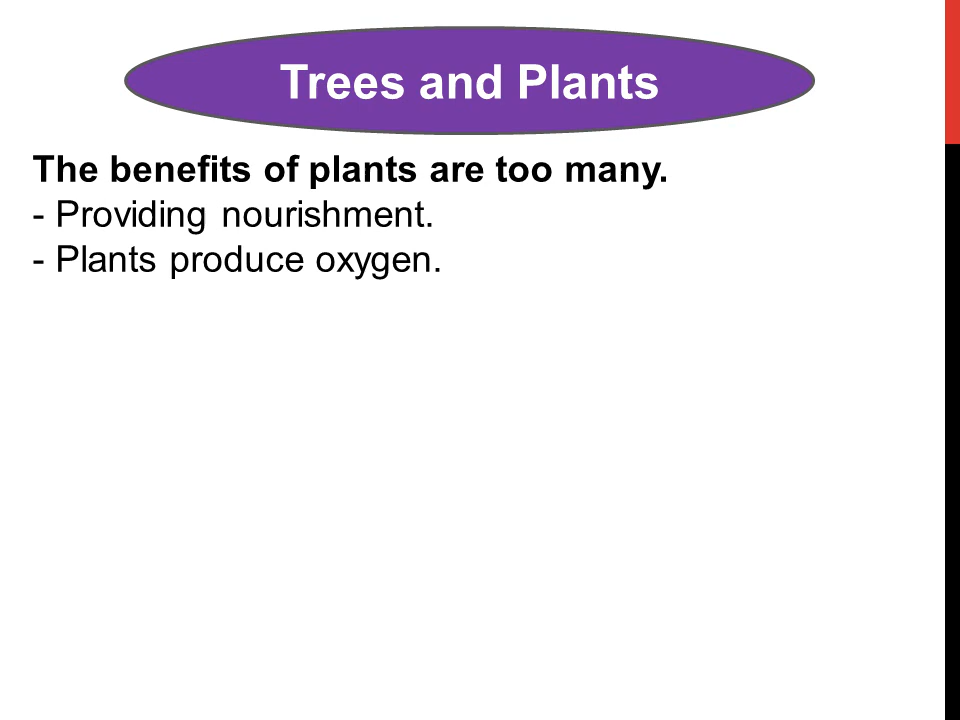 Trees and Plants
The benefits of plants are too many.
- Providing nourishment.
- Plants produce oxygen.